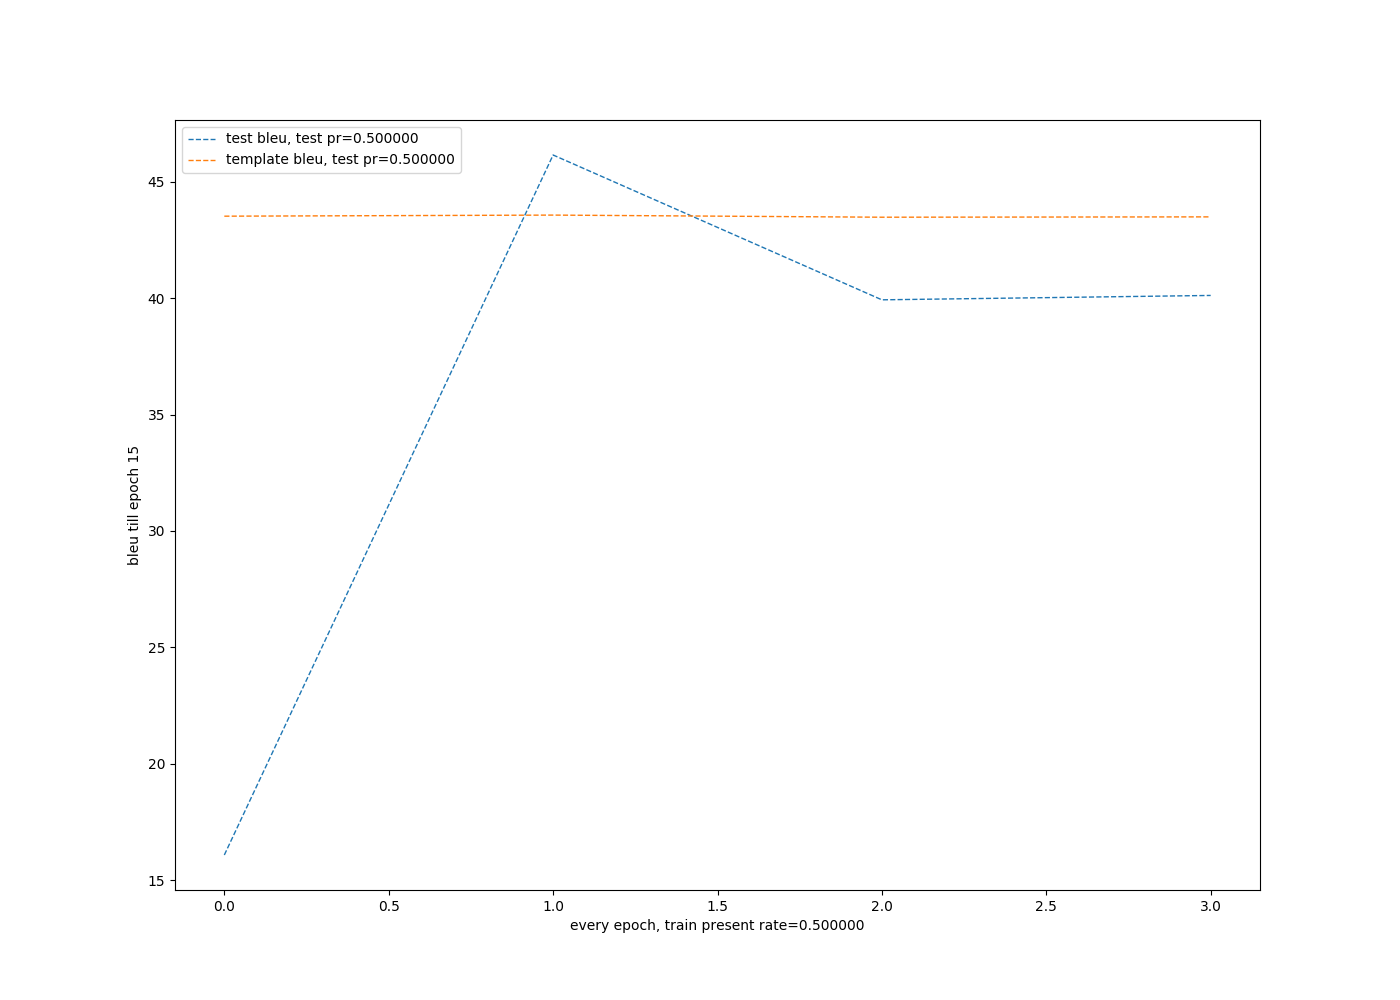 test bleu, test pr=0.500000
template bleu, test pr=0.500000
45
40
35
30
25
20
15
bleu till epoch 15
0.0 0.5 1.0 1.5 2.0 2.5 3.0
every epoch, train present rate=0.500000